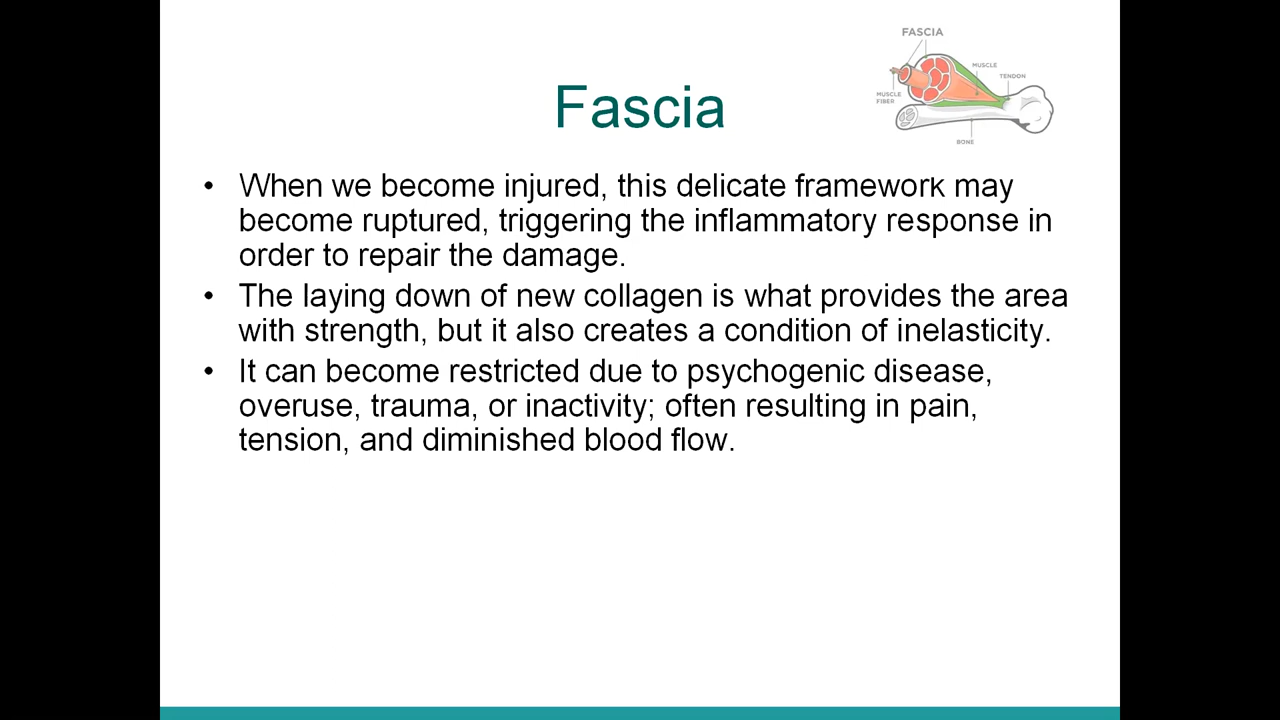 FASCIA
MUSCLE
TENDON
MUSCLE
FIBER
BONE
Fascia
• When we become injured, this delicate framework may
become ruptured, triggering the inflammatory response in
order to repair the damage.
• The laying down of new collagen is what provides the area
with strength, but it also creates a condition of inelasticity.
• It can become restricted due to psychogenic disease,
overuse, trauma, or inactivity; often resulting in pain,
tension, and diminished blood flow.